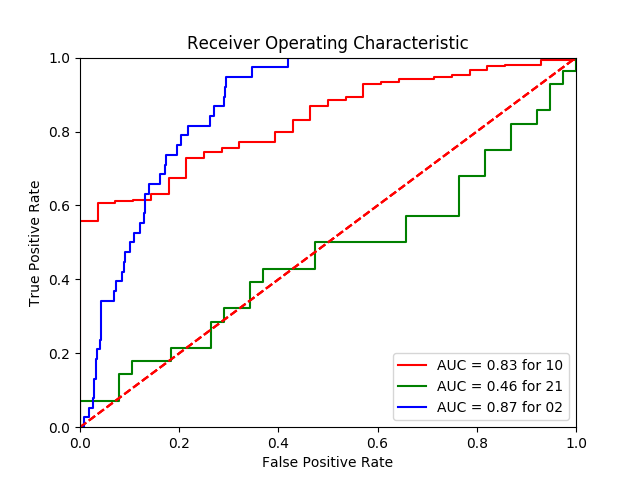 Receiver Operating Characteristic
1.0
0.8
0.6
0.4
0.2
0.0
True Positive Rate
AUC = 0.83 for 10
AUC = 0.46 for 21
AUC = 0.87 for 02
0.0 0.2 0.4 0.6 0.8 1.0
False Positive Rate